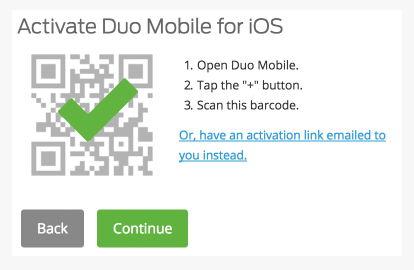 Activate Duo Mobile for iOS
1. Open Duo Mobile.
2. Tap the "+" button.
3. Scan this barcode.
Or, have an activation link emailed to
you instead.
Back
Continue